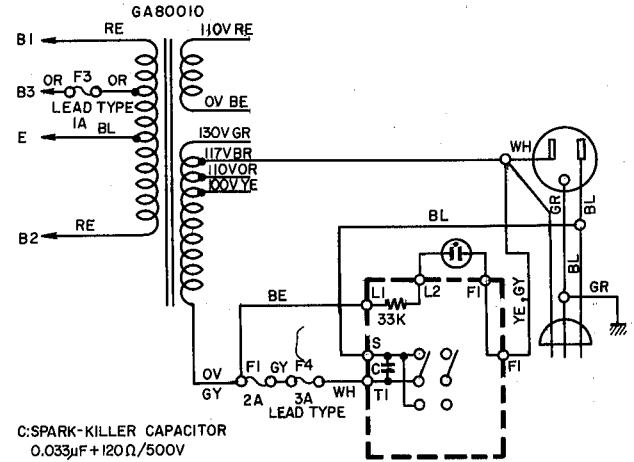 GA80010
B1 RE 110V RE
B3 OR F3 OR
LEAD TYPE
1A
0V BE
E BL
130V GR
117V BR
110V OR
100V YE
WH
GR BL
B2 RE
BL
BL
GR
BE
L1 L2 F1
33K
YE,GY
S
C
0V
GY
F1 GY F4
2A 3A
LEAD TYPE
WH T1
F1
C:SPARK-KILLER CAPACITOR
0.033µF+120Ω/500V